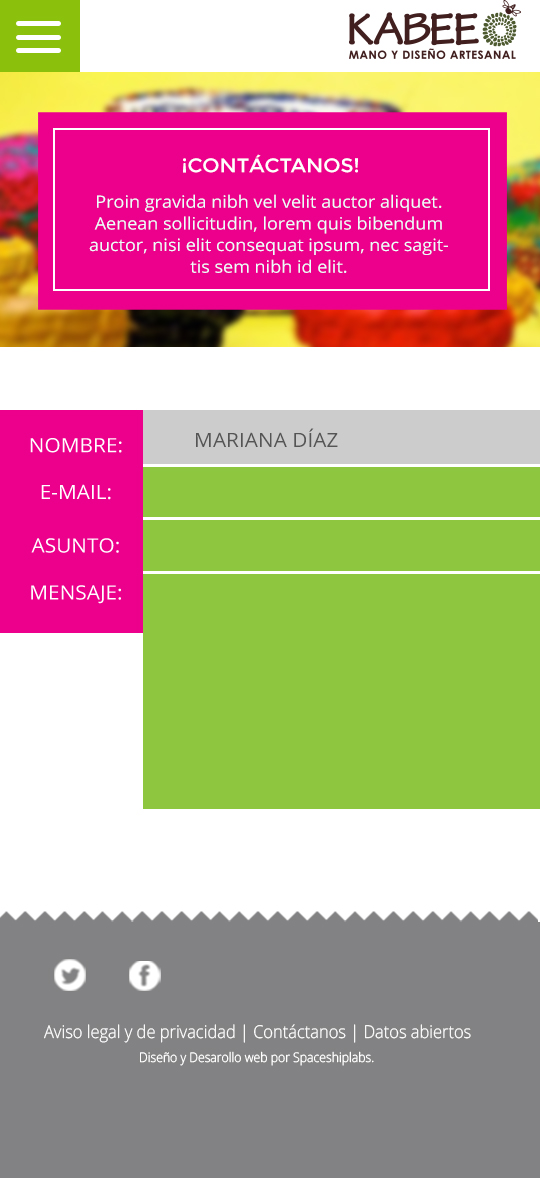 KABEE
MANO Y DISEÑO ARTESANAL
¡CONTÁCTANOS!
Proin gravida nibh vel velit auctor aliquet.
Aenean sollicitudin, lorem quis bibendum
auctor, nisi elit consequat ipsum, nec sagit-
tis sem nibh id elit.
NOMBRE: MARIANA DÍAZ
E-MAIL:
ASUNTO:
MENSAJE:
Aviso legal y de privacidad | Contáctanos | Datos abiertos
Diseño y Desarollo web por Spaceshiplabs.